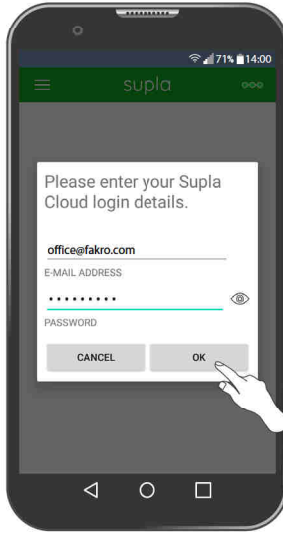 71% 14:00
supla
Please enter your Supla
Cloud login details.
office@fakro.com
E-MAIL ADDRESS
•••••••••
PASSWORD
CANCEL OK